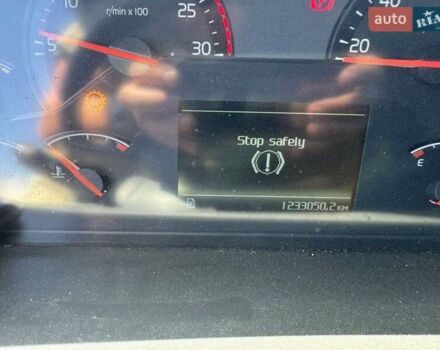 10
25
40
auto
RIA
r/min x 100
5
30
20
Stop safely
E
1233050,2 KM